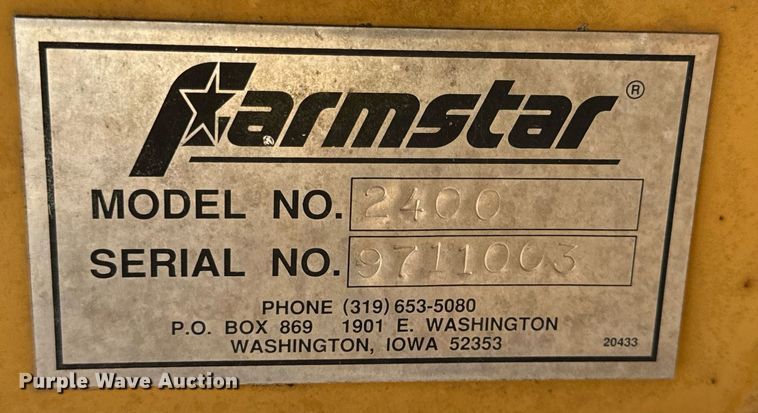 Farmstar ®
MODEL NO. 2400
SERIAL NO. 9711003
PHONE (319) 653-5080
P.O. BOX 869 1901 E. WASHINGTON
WASHINGTON, IOWA 52353
20433
Purple Wave Auction